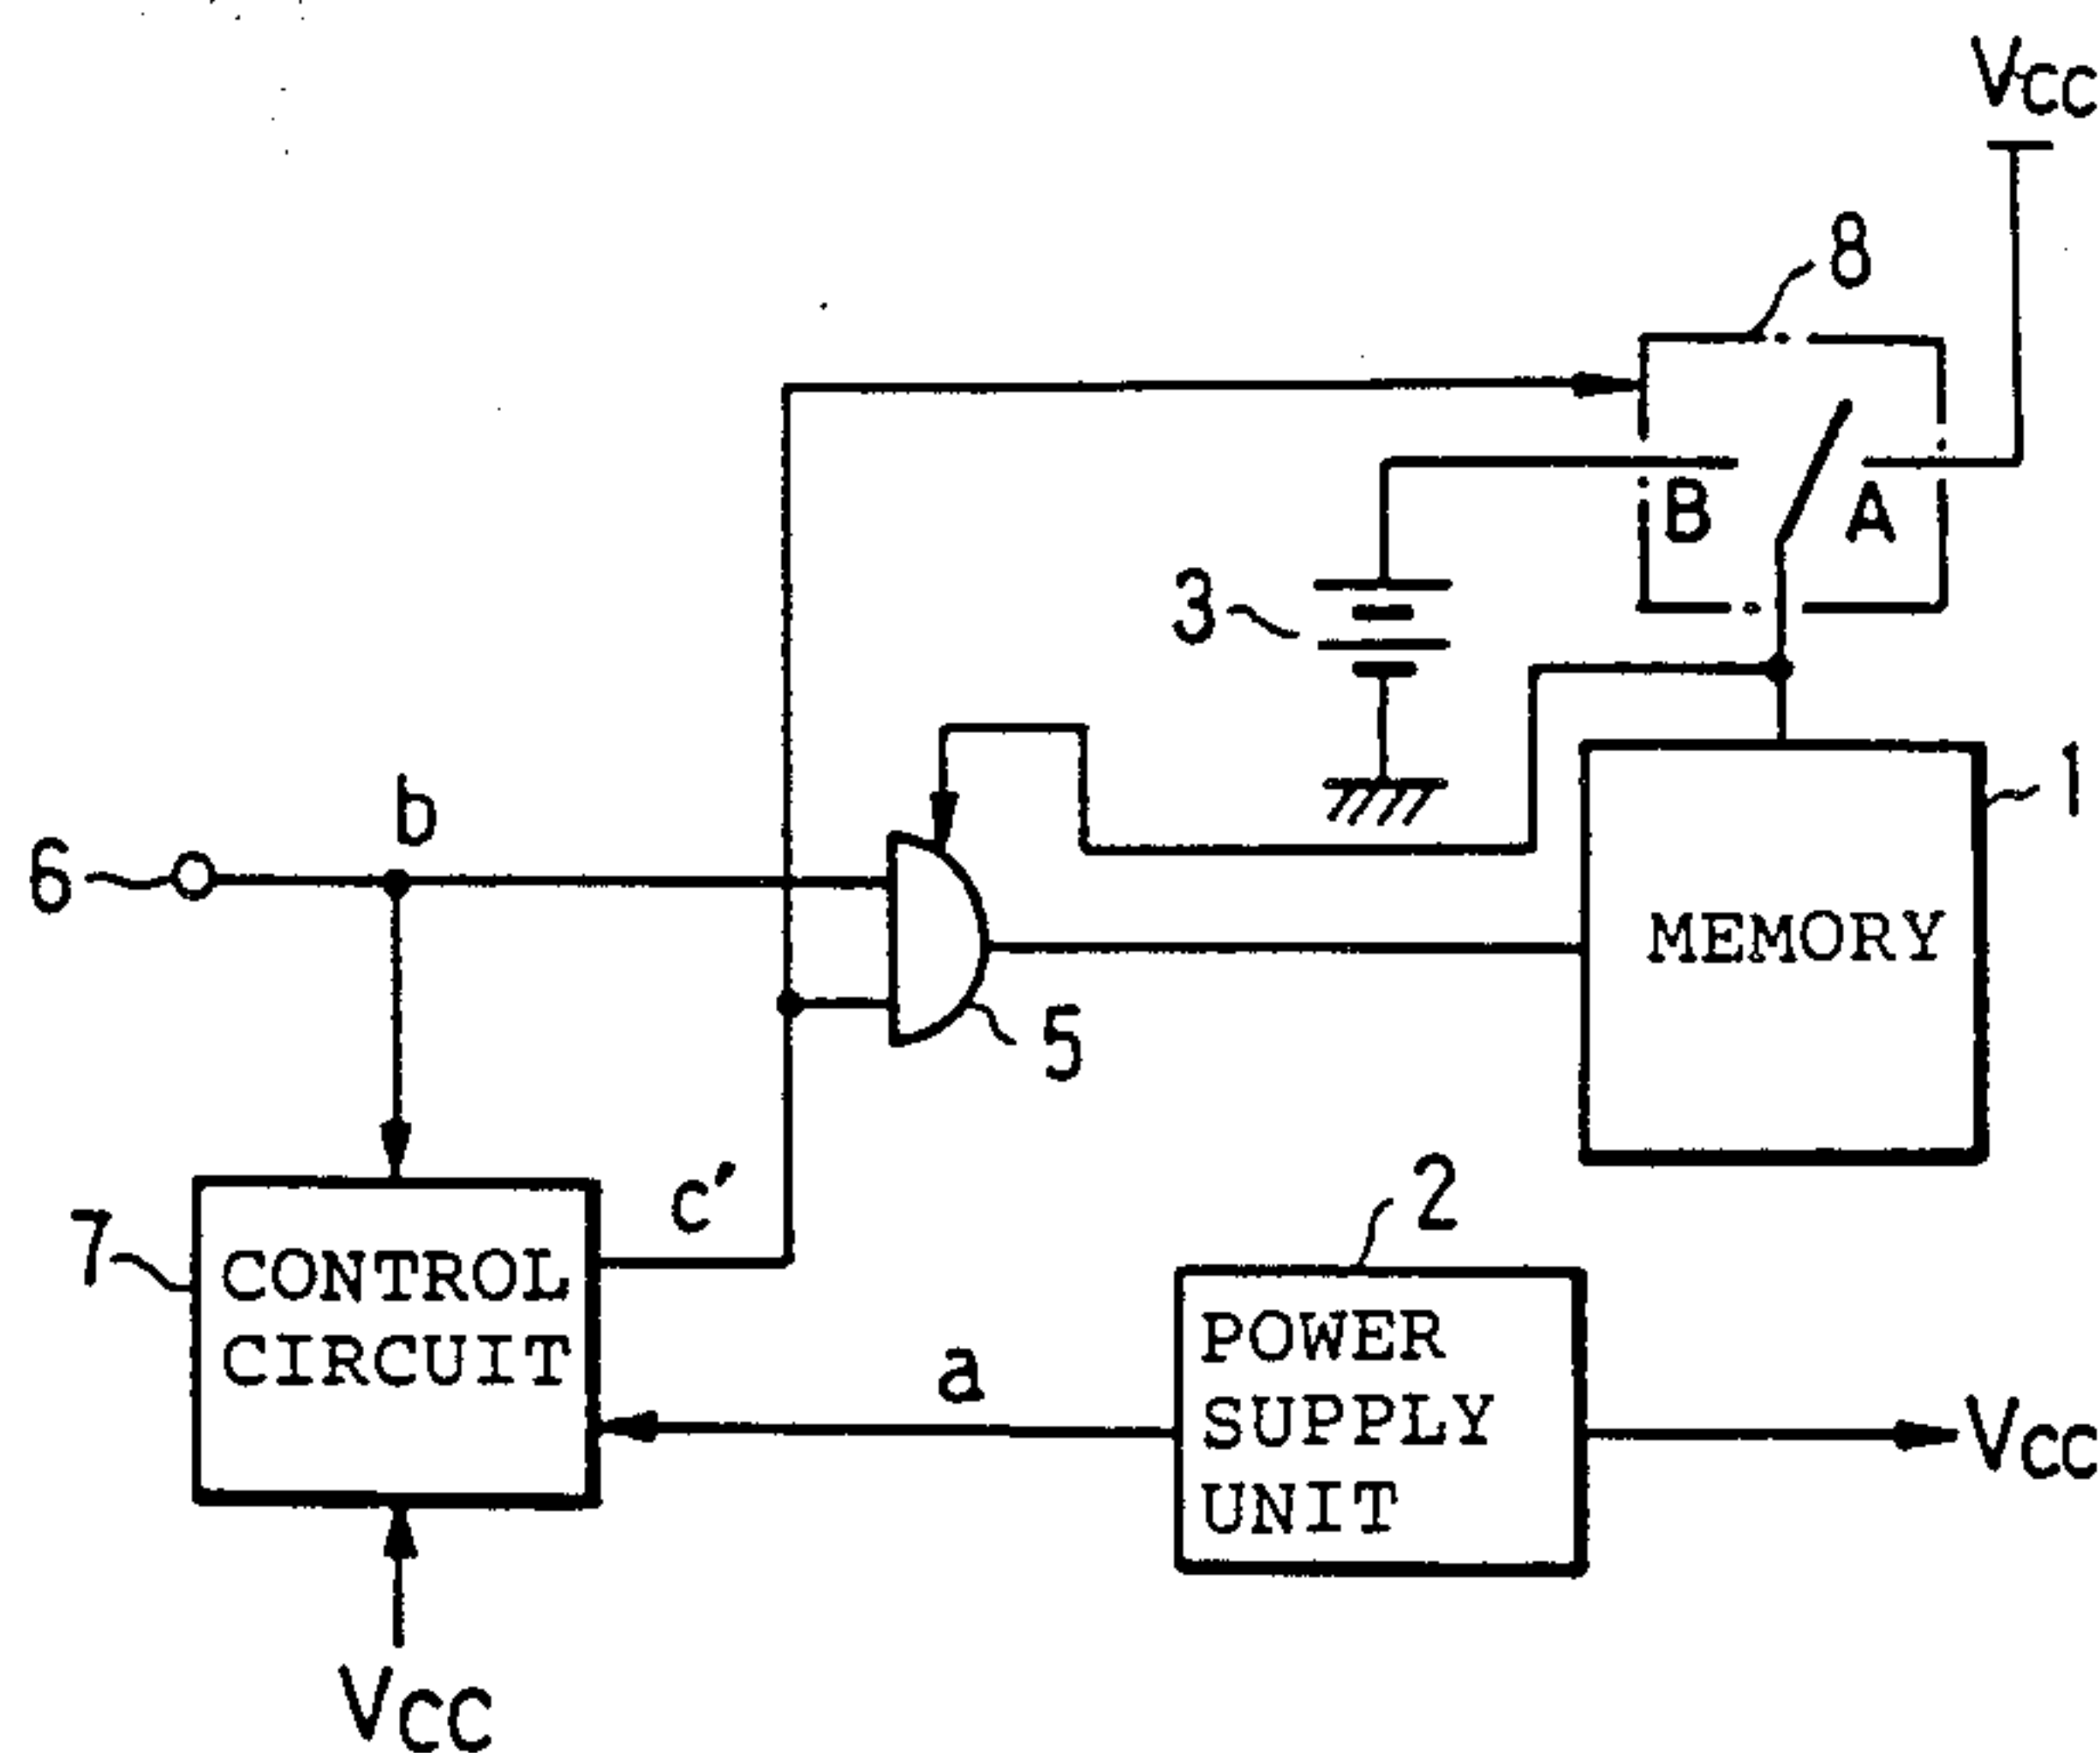 VCC
8
B
A
3
1
b
6
MEMORY
5
c'
2
7
CONTROL
CIRCUIT
POWER
SUPPLY
UNIT
a
VCC
VCC